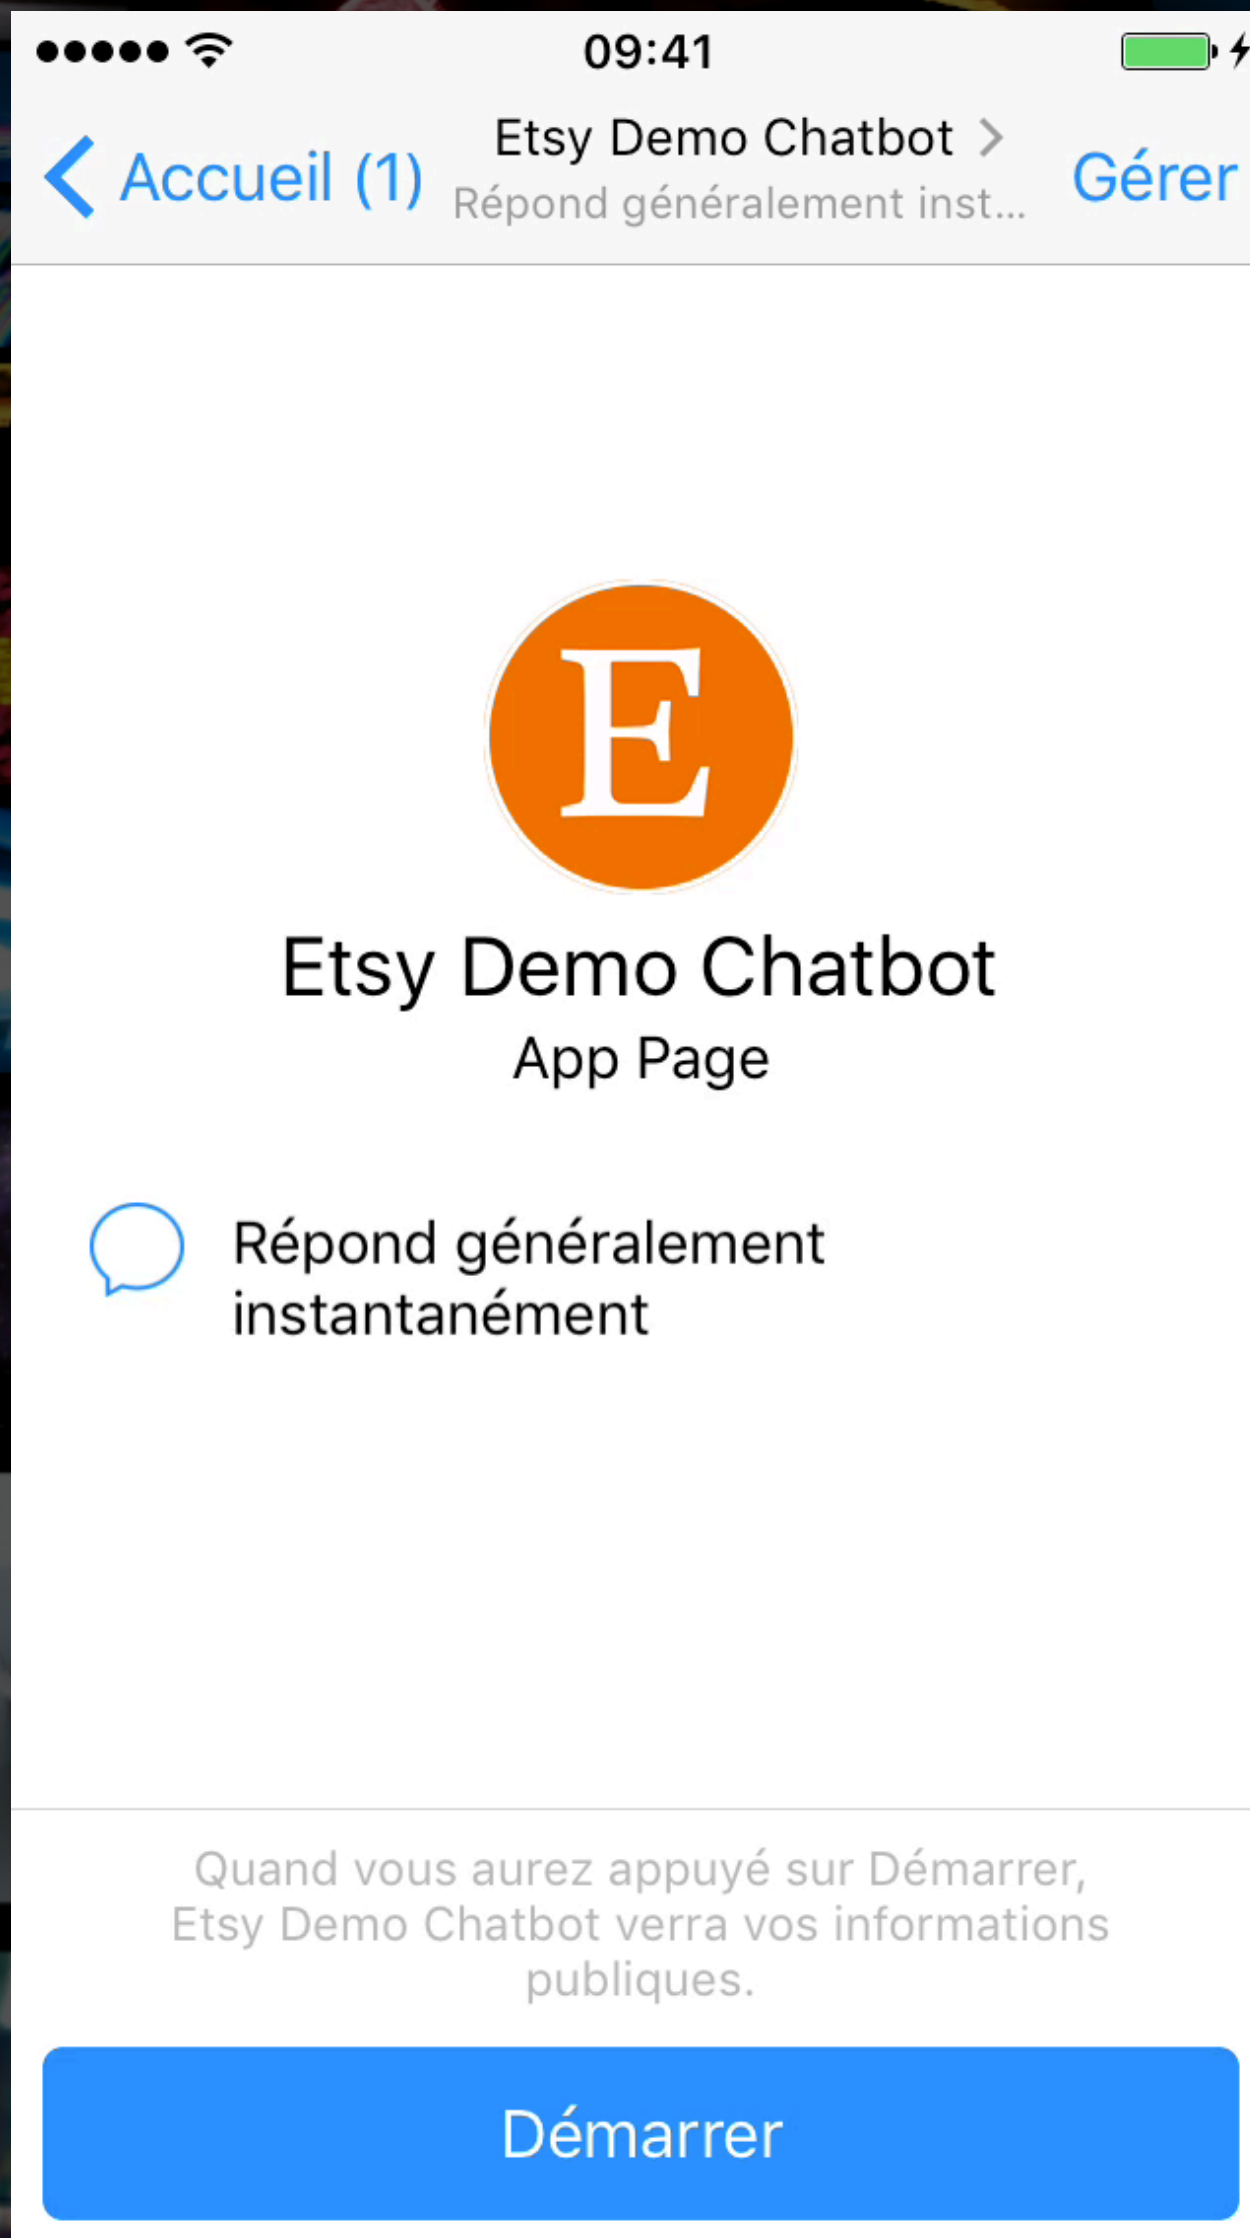 09:41
Accueil (1)
Etsy Demo Chatbot
Répond généralement inst...
Gérer
E
Etsy Demo Chatbot
App Page
Répond généralement
instantanément
Quand vous aurez appuyé sur Démarrer,
Etsy Demo Chatbot verra vos informations
publiques.
Démarrer